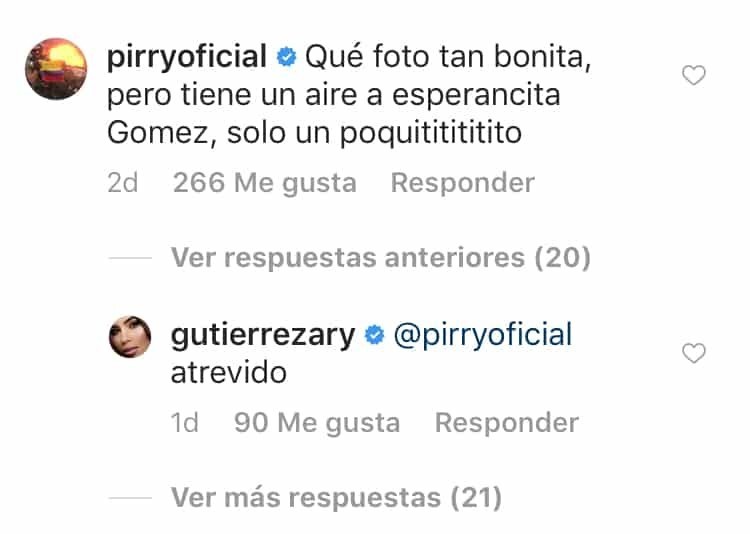 pirryoficial Qué foto tan bonita,
pero tiene un aire a esperancita
Gomez, solo un poquitititititito
2d 266 Me gusta Responder
Ver respuestas anteriores (20)
gutierrezary @pirryoficial
atrevido
1d 90 Me gusta Responder
Ver más respuestas (21)